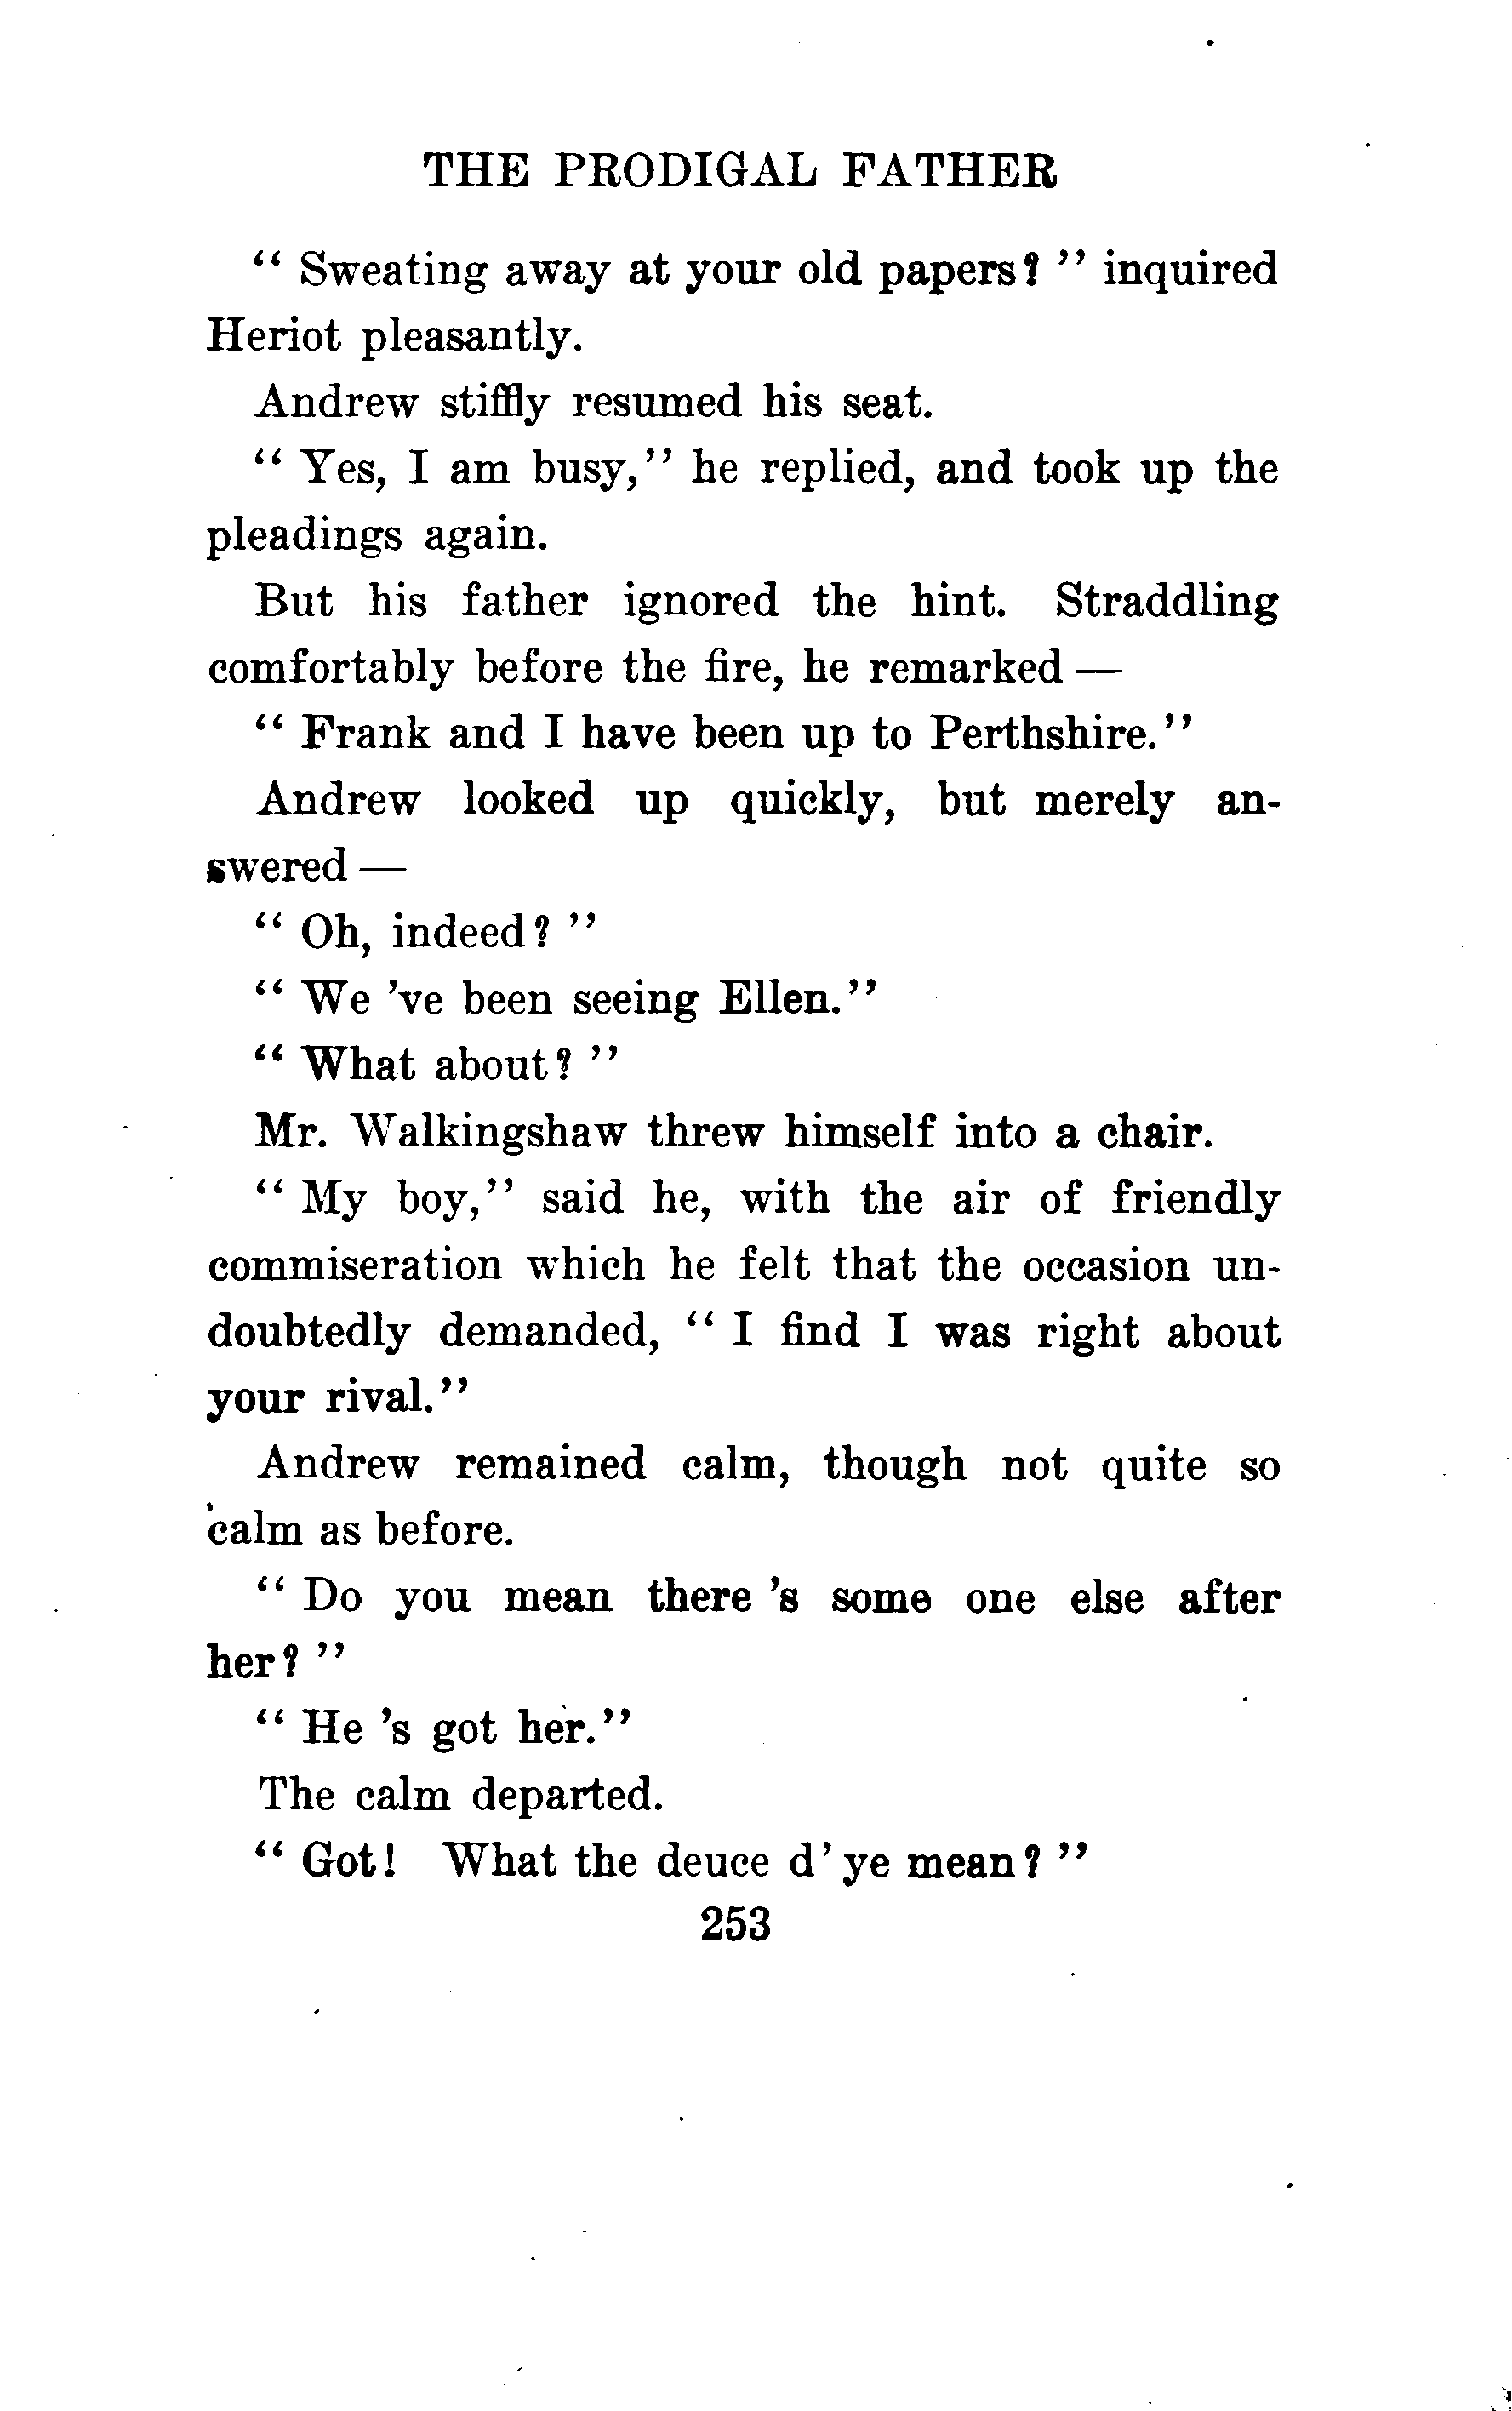 THE PRODIGAL FATHER
“ Sweating away at your old papers? ” inquired
Heriot pleasantly.
Andrew stiffly resumed his seat.
“ Yes, I am busy,” he replied, and took up the
pleadings again.
But his father ignored the hint. Straddling
comfortably before the fire, he remarked —
“ Frank and I have been up to Perthshire.”
Andrew looked up quickly, but merely an-
swered —
“ Oh, indeed? ”
“ We ’ve been seeing Ellen.”
“ What about? ”
Mr. Walkingshaw threw himself into a chair.
“ My boy,” said he, with the air of friendly
commiseration which he felt that the occasion un-
doubtedly demanded, “ I find I was right about
your rival.”
Andrew remained calm, though not quite so
calm as before.
“ Do you mean there ’s some one else after
her? ”
“ He ’s got her.”
The calm departed.
“ Got! What the deuce d’ ye mean? ”
253